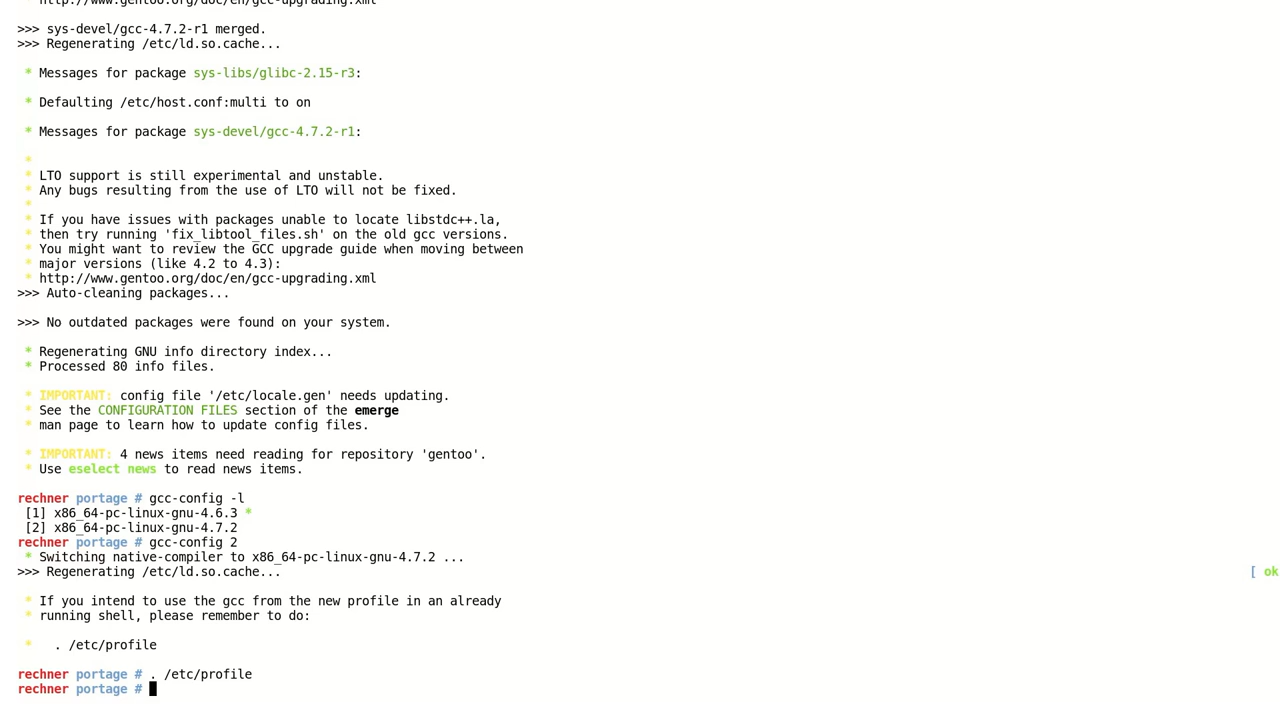 * http://www.gentoo.org/doc/en/gcc-upgrading.xml
>>> sys-devel/gcc-4.7.2-r1 merged.
>>> Regenerating /etc/ld.so.cache...
* Messages for package sys-libs/glibc-2.15-r3:
* Defaulting /etc/host.conf:multi to on
* Messages for package sys-devel/gcc-4.7.2-r1:
*
* LTO support is still experimental and unstable.
* Any bugs resulting from the use of LTO will not be fixed.
*
* If you have issues with packages unable to locate libstdc++.la,
* then try running 'fix_libtool_files.sh' on the old gcc versions.
* You might want to review the GCC upgrade guide when moving between
* major versions (like 4.2 to 4.3):
* http://www.gentoo.org/doc/en/gcc-upgrading.xml
>>> Auto-cleaning packages...
>>> No outdated packages were found on your system.
* Regenerating GNU info directory index...
* Processed 80 info files.
* IMPORTANT: config file '/etc/locale.gen' needs updating.
* See the CONFIGURATION FILES section of the emerge
* man page to learn how to update config files.
* IMPORTANT: 4 news items need reading for repository 'gentoo'.
* Use eselect news to read news items.
rechner portage # gcc-config -l
[1] x86_64-pc-linux-gnu-4.6.3 *
[2] x86_64-pc-linux-gnu-4.7.2
rechner portage # gcc-config 2
* Switching native-compiler to x86_64-pc-linux-gnu-4.7.2 ...
>>> Regenerating /etc/ld.so.cache... [ ok
* If you intend to use the gcc from the new profile in an already
* running shell, please remember to do:
* . /etc/profile
rechner portage # . /etc/profile
rechner portage #